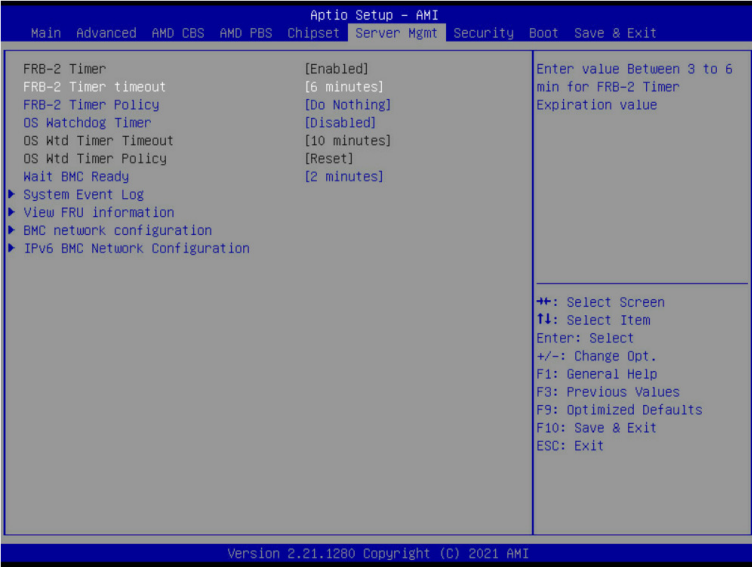 Aptio Setup – AMI
Main Advanced AMD CBS AMD PBS Chipset Server Mgmt Security Boot Save & Exit
FRB-2 Timer [Enabled]
FRB-2 Timer timeout [6 minutes]
FRB-2 Timer Policy [Do Nothing]
OS Watchdog Timer [Disabled]
OS Wtd Timer Timeout [10 minutes]
OS Wtd Timer Policy [Reset]
Wait BMC Ready [2 minutes]
System Event Log
View FRU information
BMC network configuration
IPv6 BMC Network Configuration
Enter value Between 3 to 6
min for FRB-2 Timer
Expiration value
→←: Select Screen
↑↓: Select Item
Enter: Select
+/-: Change Opt.
F1: General Help
F3: Previous Values
F9: Optimized Defaults
F10: Save & Exit
ESC: Exit
Version 2.21.1280 Copyright (C) 2021 AMI